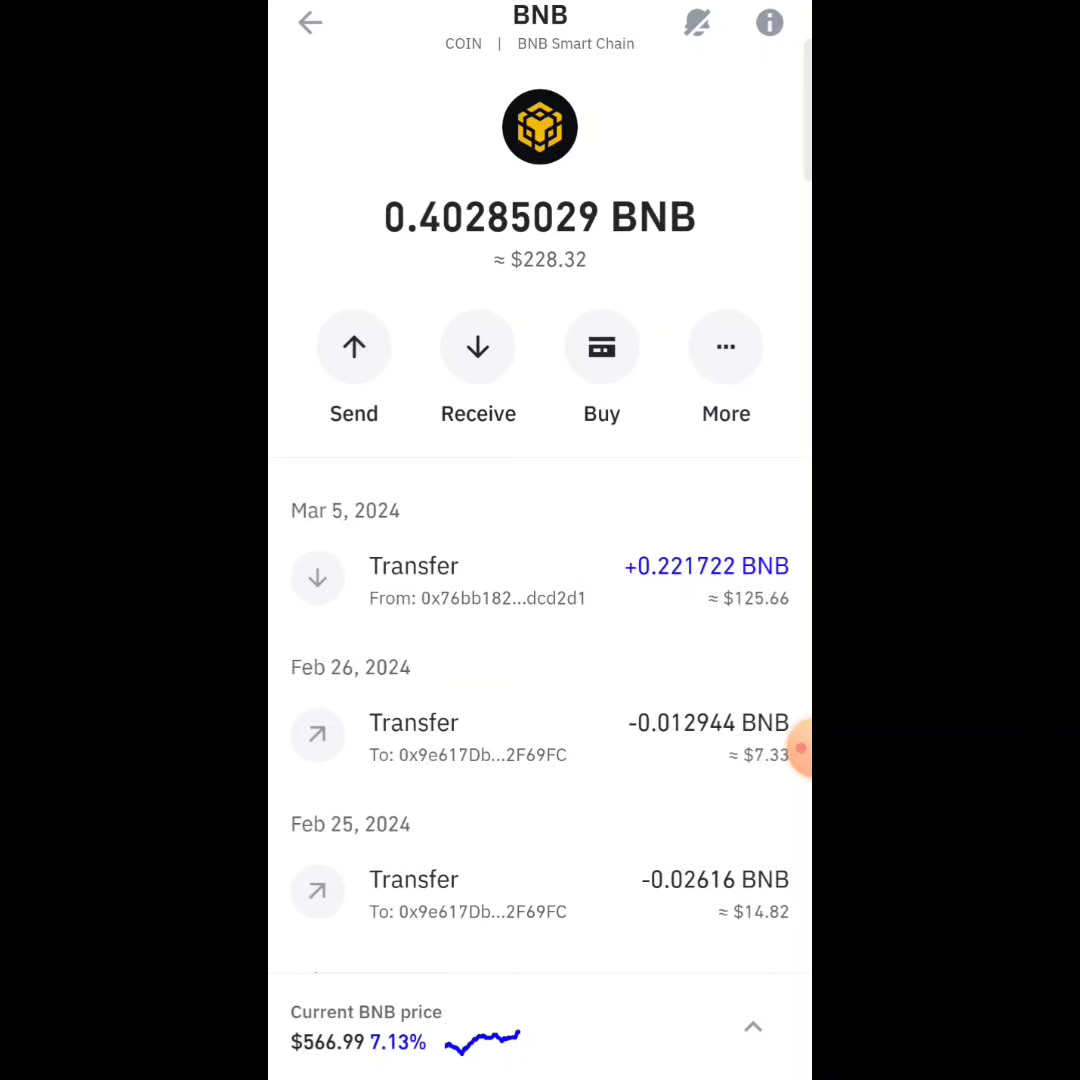 BNB
COIN | BNB Smart Chain
0.40285029 BNB
≈ $228.32
Send Receive Buy More
Mar 5, 2024
Transfer +0.221722 BNB
From: 0x76bb182...dcd2d1 ≈ $125.66
Feb 26, 2024
Transfer -0.012944 BNB
To: 0x9e617Db...2F69FC ≈ $7.33
Feb 25, 2024
Transfer -0.02616 BNB
To: 0x9e617Db...2F69FC ≈ $14.82
Current BNB price
$566.99 7.13%